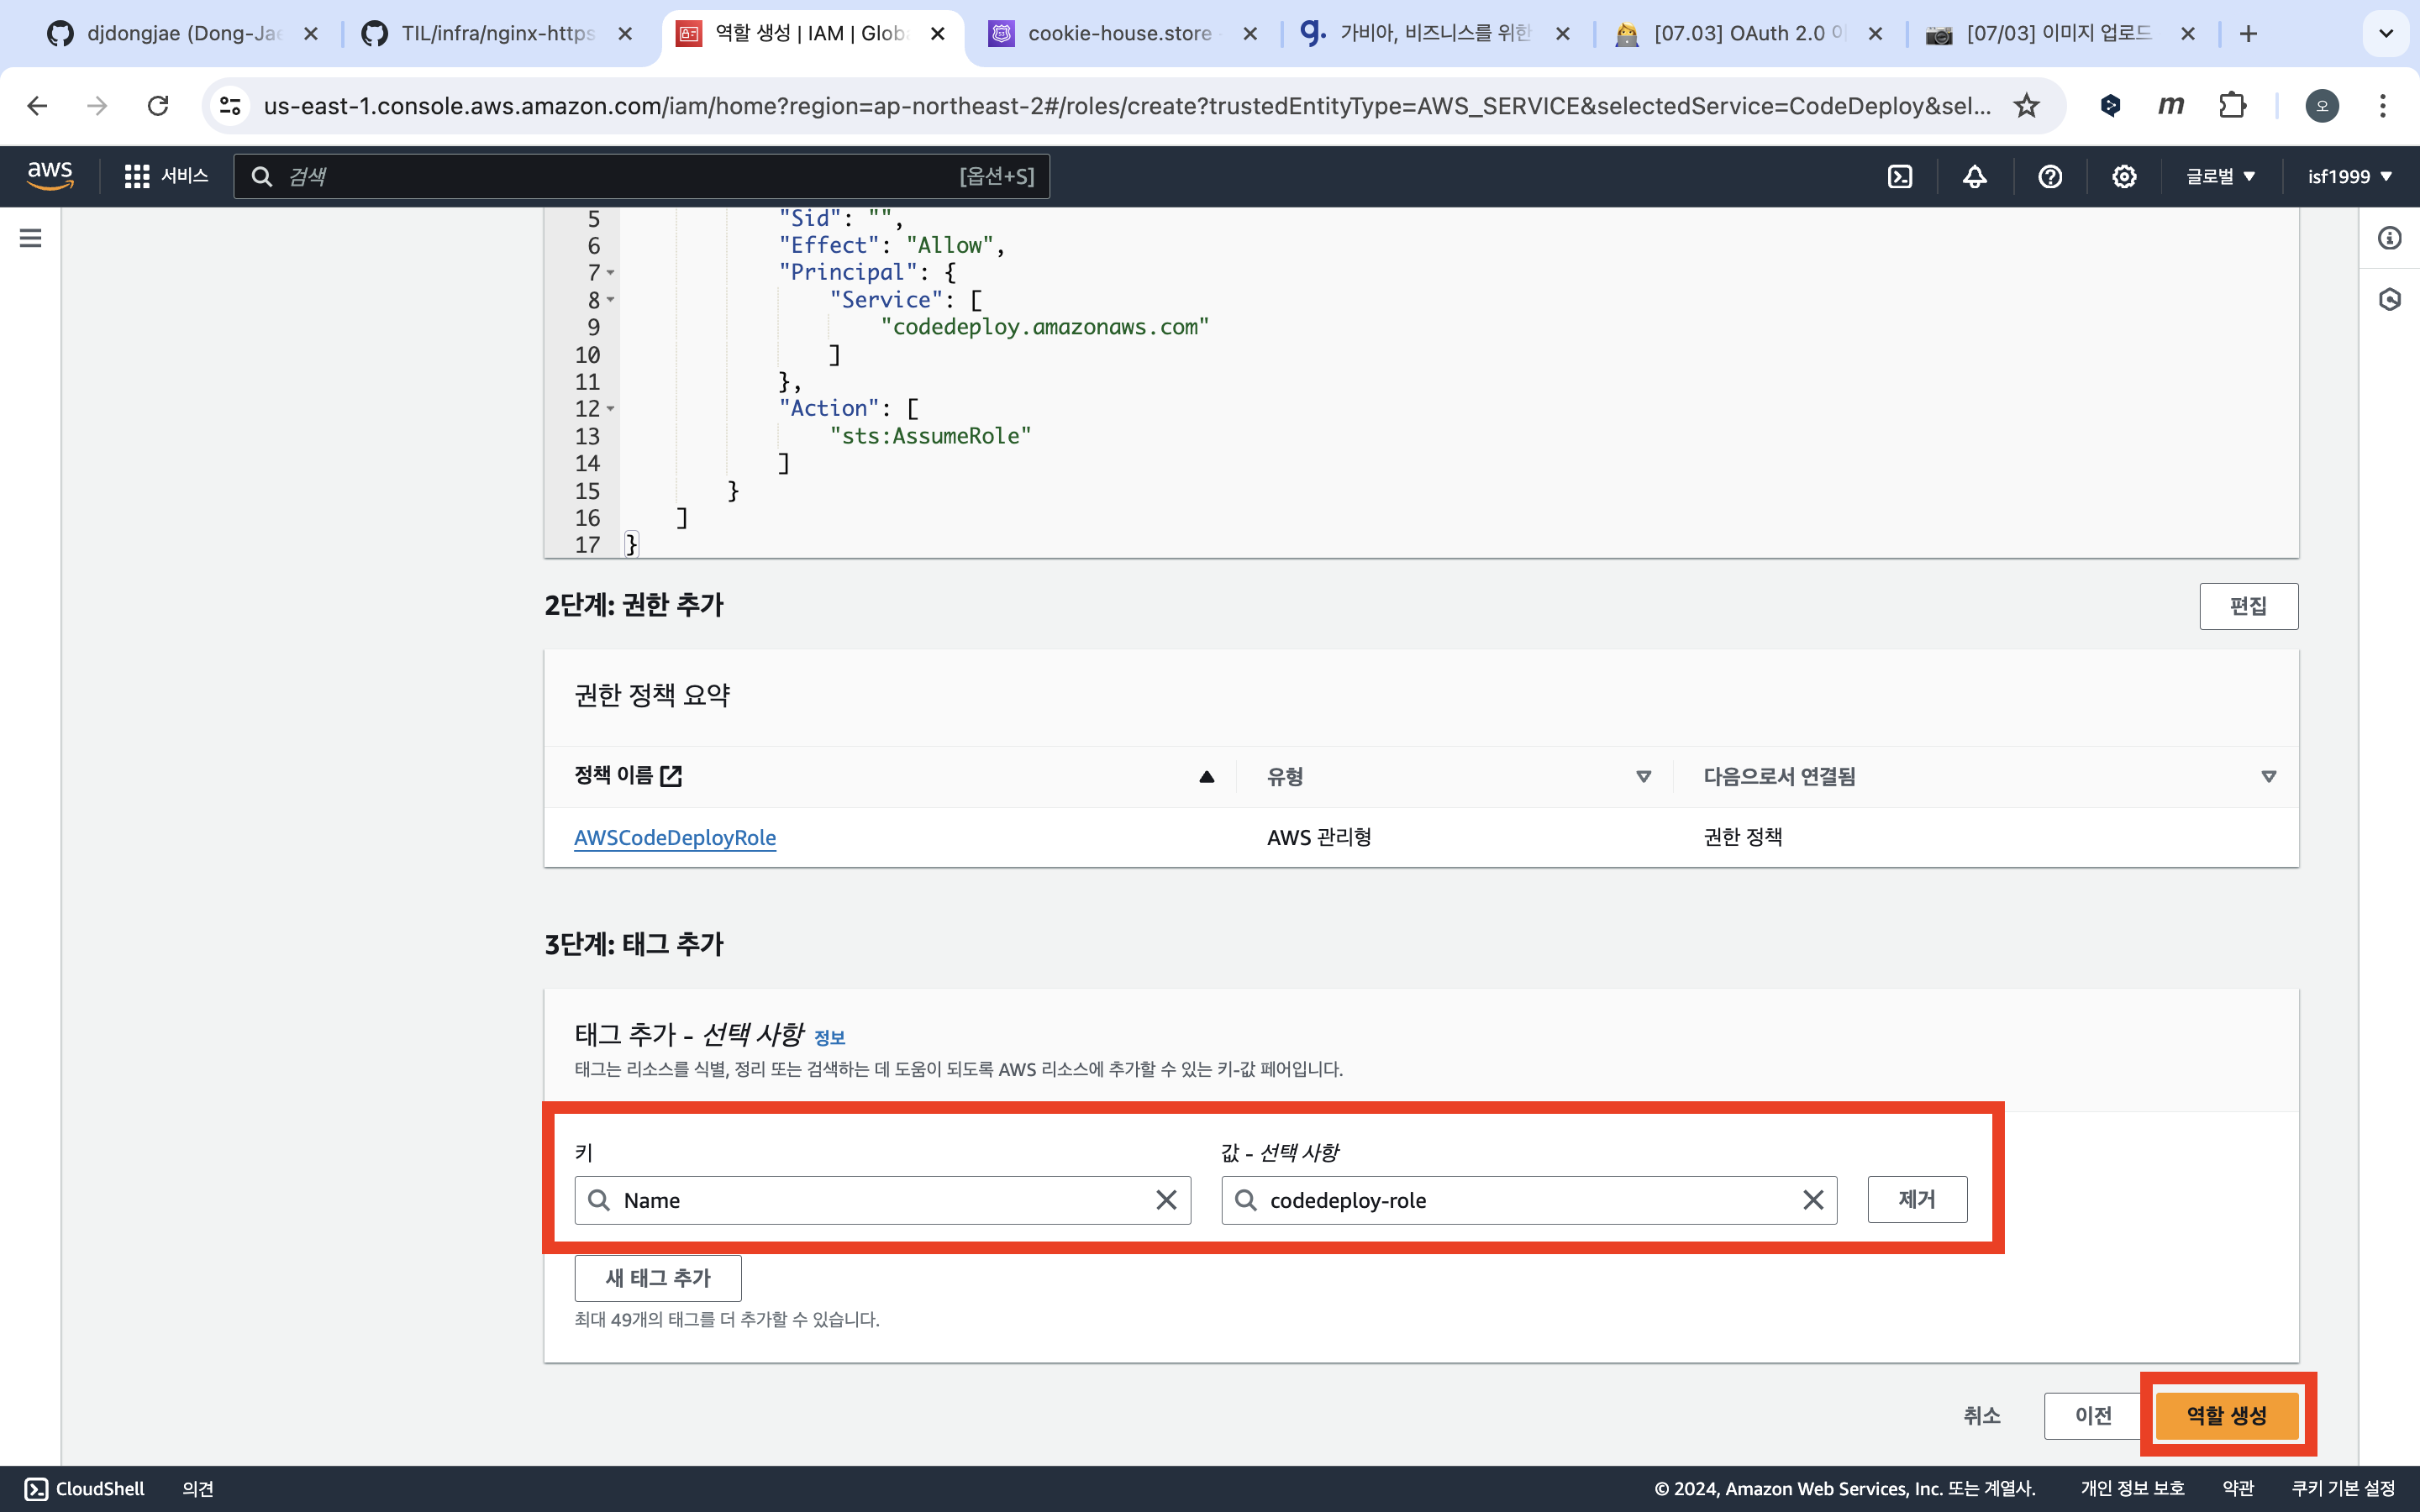 djdongjae (Dong-Jae
TIL/infra/nginx-https
역할 생성 | IAM | Globa
cookie-house.store
가비아, 비즈니스를 위한
[07.03] OAuth 2.0 이
[07/03] 이미지 업로드
us-east-1.console.aws.amazon.com/iam/home?region=ap-northeast-2#/roles/create?trustedEntityType=AWS_SERVICE&selectedService=CodeDeploy&sel...
m
오
aws
서비스
검색
[옵션+S]
글로벌
isf1999
5 "Sid": "",
6 "Effect": "Allow",
7 "Principal": {
8 "Service": [
9 "codedeploy.amazonaws.com"
10 ]
11 },
12 "Action": [
13 "sts:AssumeRole"
14 ]
15 }
16 ]
17 }
2단계: 권한 추가
편집
권한 정책 요약
정책 이름
유형
다음으로서 연결됨
AWSCodeDeployRole
AWS 관리형
권한 정책
3단계: 태그 추가
태그 추가 - 선택 사항 정보
태그는 리소스를 식별, 정리 또는 검색하는 데 도움이 되도록 AWS 리소스에 추가할 수 있는 키-값 페어입니다.
키
값 - 선택 사항
Name
codedeploy-role
제거
새 태그 추가
최대 49개의 태그를 더 추가할 수 있습니다.
취소
이전
역할 생성
CloudShell
의견
© 2024, Amazon Web Services, Inc. 또는 계열사.
개인 정보 보호
약관
쿠키 기본 설정